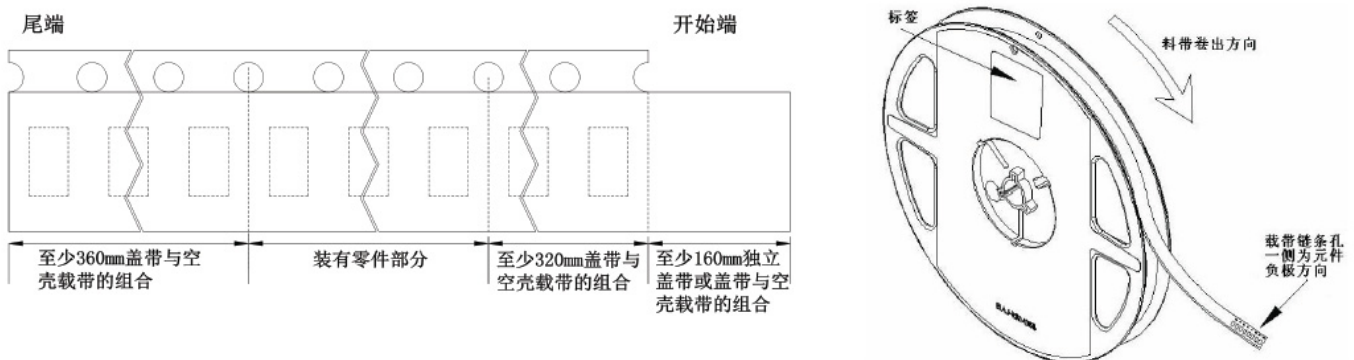 尾端
开始端
至少360mm盖带与空
壳载带的组合
装有零件部分
至少320mm盖带与
空壳载带的组合
至少160mm独立
盖带或盖带与空
壳载带的组合
标签
料带卷出方向
载带链条孔
一侧为元件
负极方向